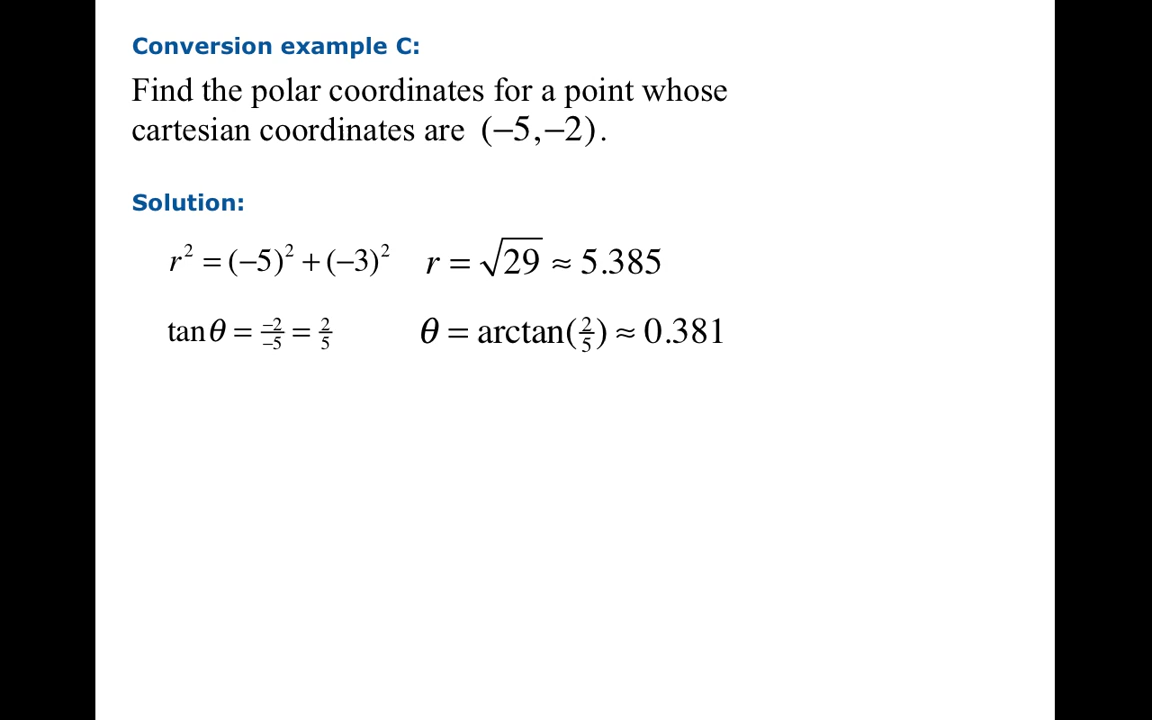 Conversion example C:
Find the polar coordinates for a point whose
cartesian coordinates are (−5,−2).
Solution:
r² = (−5)² + (−3)² r = √29 ≈ 5.385
tanθ = −2/−5 = 2/5 θ = arctan(2/5) ≈ 0.381